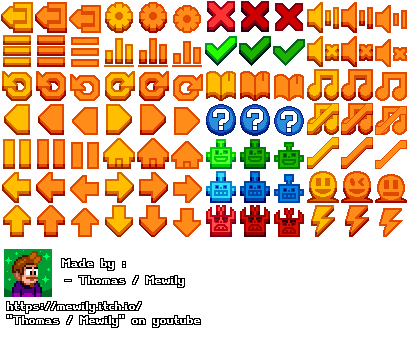 ? ? ?
Made by :
- Thomas / Mewily
https://mewily.itch.io/
"Thomas / Mewily" on youtube